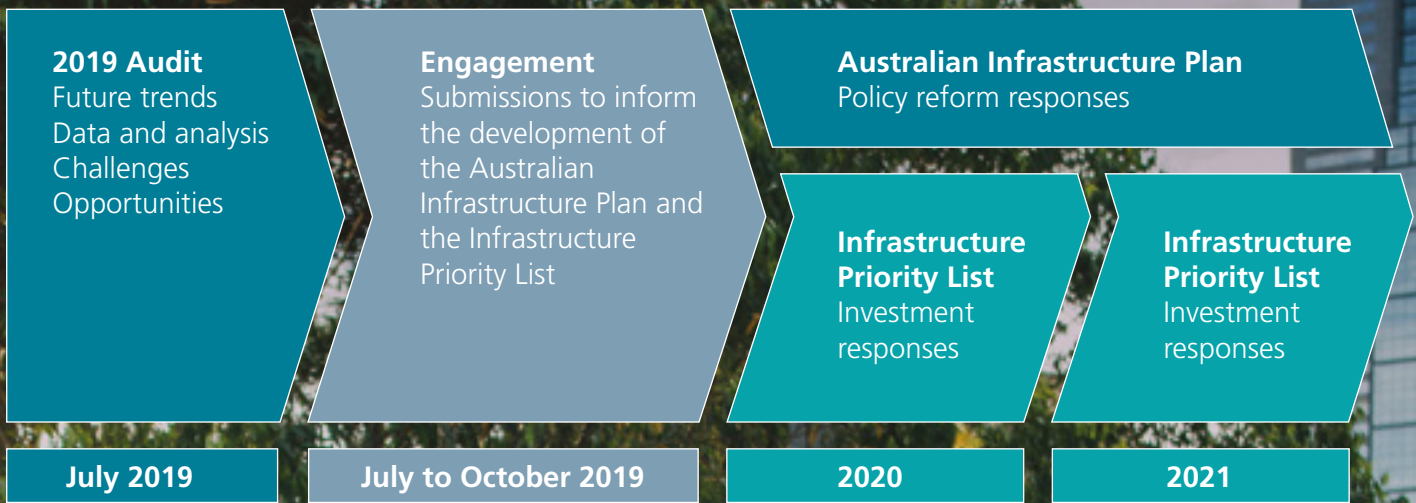 2019 Audit
Future trends
Data and analysis
Challenges
Opportunities
Engagement
Submissions to inform
the development of
the Australian
Infrastructure Plan and
the Infrastructure
Priority List
Australian Infrastructure Plan
Policy reform responses
Infrastructure
Priority List
Investment
responses
Infrastructure
Priority List
Investment
responses
July 2019
July to October 2019
2020
2021